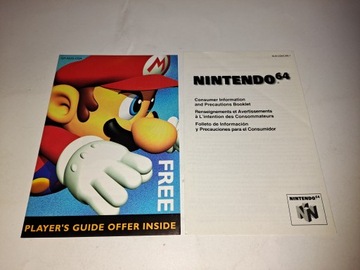 FREE
PLAYER'S GUIDE OFFER INSIDE
NINTENDO64
Consumer Information
and Precautions Booklet
Renseignements et Avertissements
à L'intention des Consommateurs
Folleto de Información
y Precauciones para el Consumidor
NINTENDO64